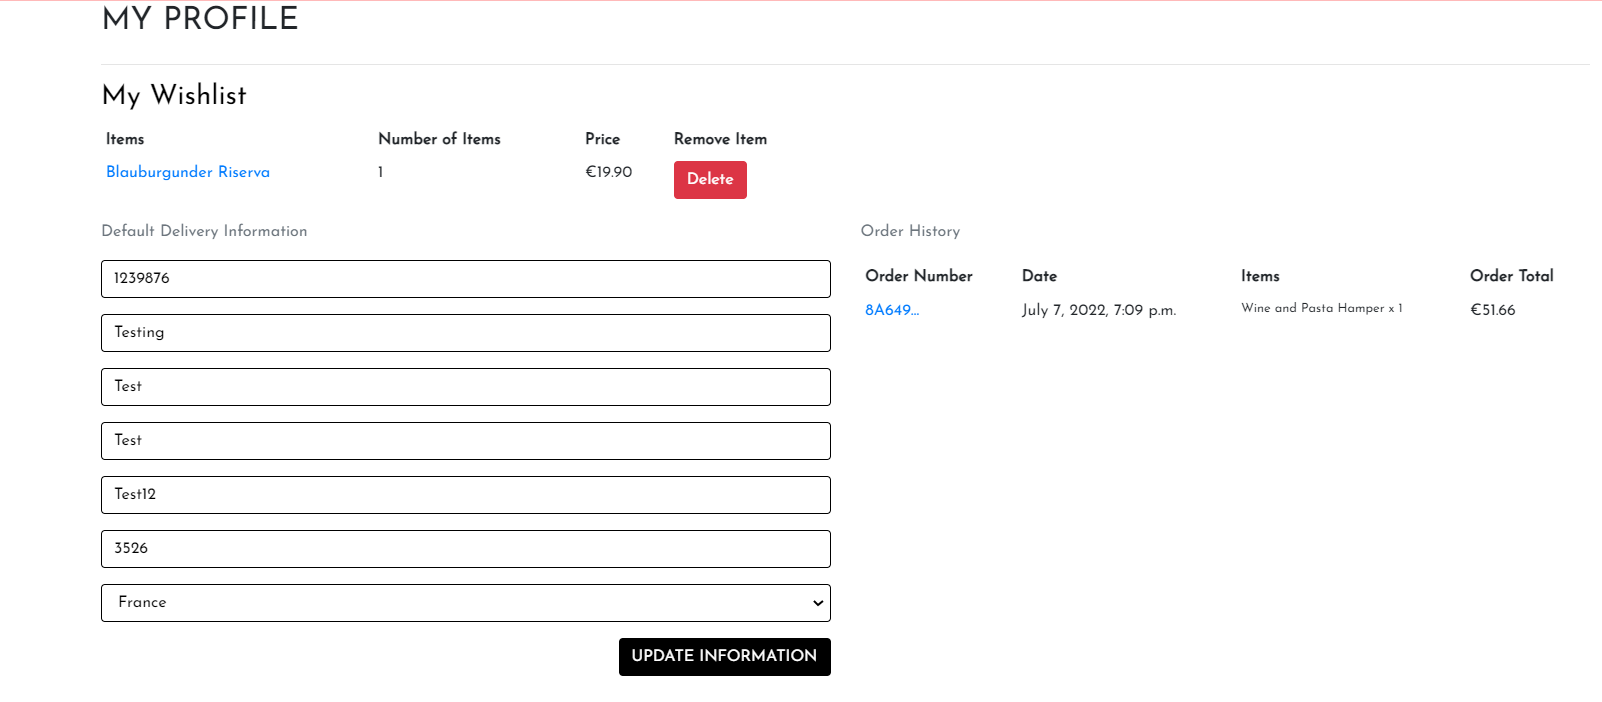 MY PROFILE
My Wishlist
Items Number of Items Price Remove Item
Blauburgunder Riserva 1 €19.90 Delete
Default Delivery Information
1239876
Testing
Test
Test
Test12
3526
France
UPDATE INFORMATION
Order History
Order Number Date Items Order Total
8A649... July 7, 2022, 7:09 p.m. Wine and Pasta Hamper x 1 €51.66